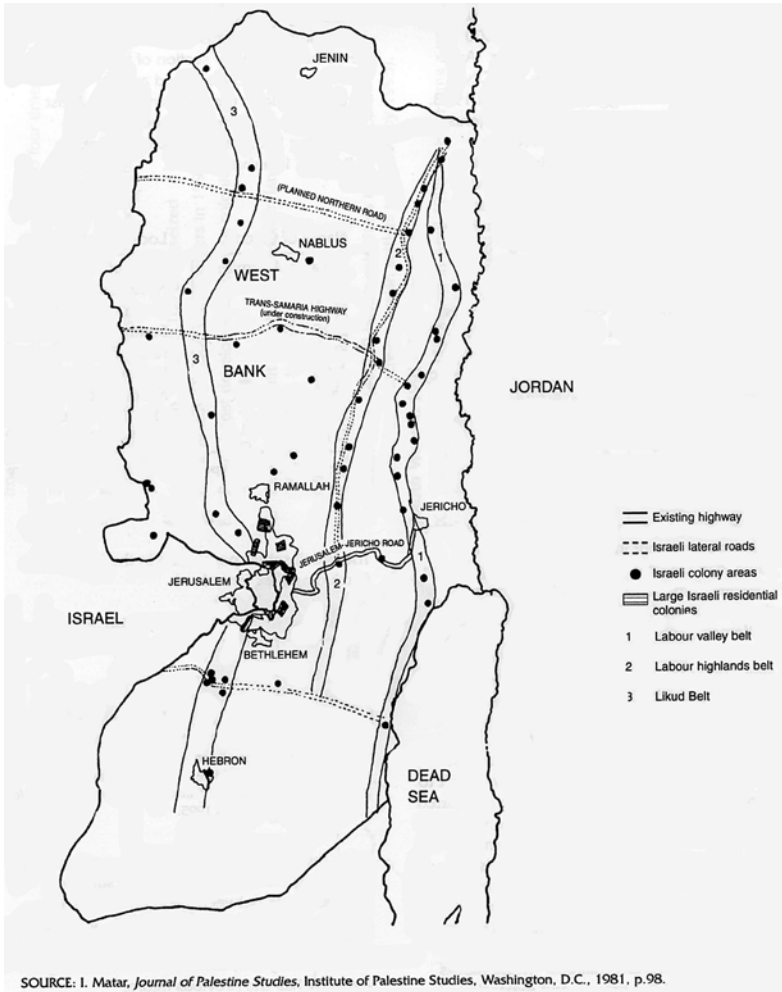 JENIN
3
(PLANNED NORTHERN ROAD)
2
1
NABLUS
WEST
TRANS-SAMARIA HIGHWAY
(under construction)
3
BANK
JORDAN
RAMALLAH
JERICHO
JERUSALEM-JERICHO ROAD
1
JERUSALEM
2
ISRAEL
BETHLEHEM
HEBRON
DEAD
SEA
Existing highway
Israeli lateral roads
Israeli colony areas
Large Israeli residential
colonies
1 Labour valley belt
2 Labour highlands belt
3 Likud Belt
SOURCE: I. Matar, Journal of Palestine Studies, Institute of Palestine Studies, Washington, D.C., 1981, p.98.